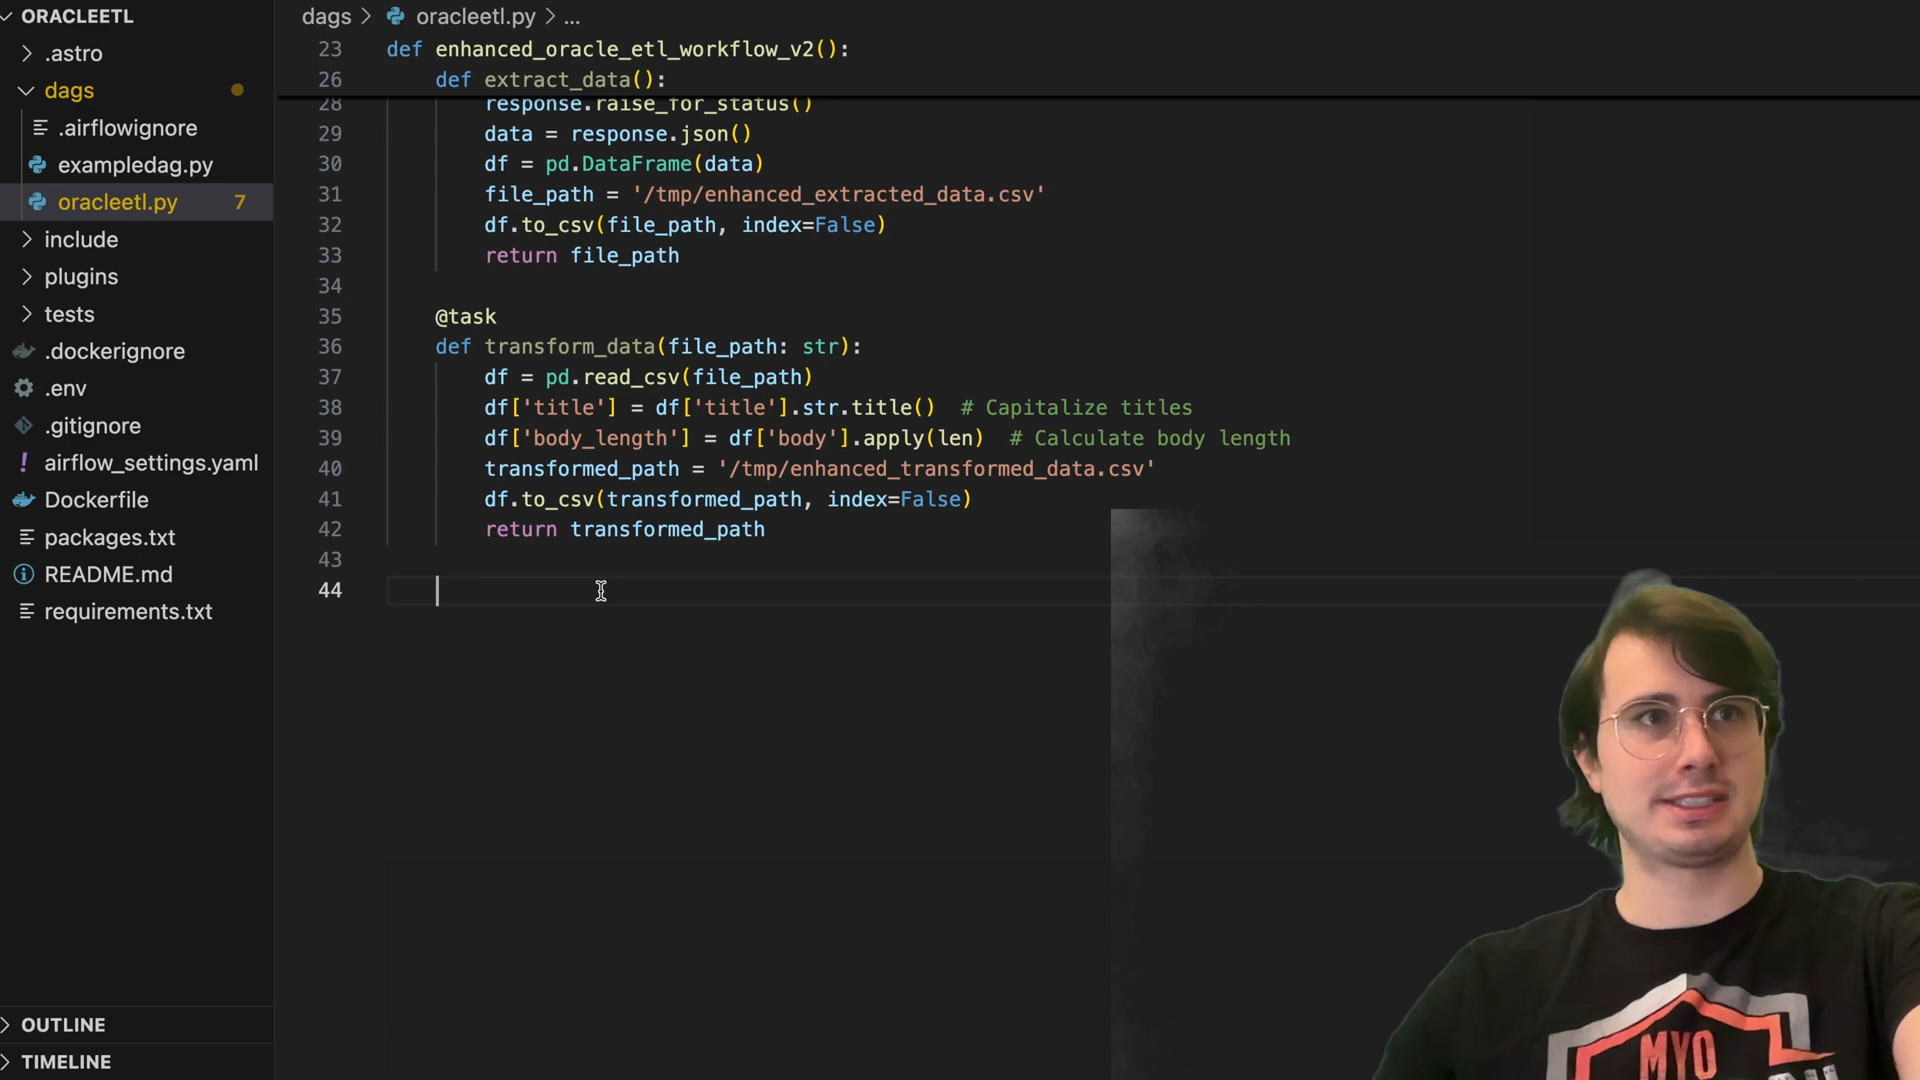 ORACLEETL
.astro
dags
.airflowignore
exampledag.py
oracleetl.py 7
include
plugins
tests
.dockerignore
.env
.gitignore
! airflow_settings.yaml
Dockerfile
packages.txt
README.md
requirements.txt
OUTLINE
TIMELINE
dags > oracleetl.py > ...
23 def enhanced_oracle_etl_workflow_v2():
26 def extract_data():
28 response.raise_for_status()
29 data = response.json()
30 df = pd.DataFrame(data)
31 file_path = '/tmp/enhanced_extracted_data.csv'
32 df.to_csv(file_path, index=False)
33 return file_path
34
35 @task
36 def transform_data(file_path: str):
37 df = pd.read_csv(file_path)
38 df['title'] = df['title'].str.title() # Capitalize titles
39 df['body_length'] = df['body'].apply(len) # Calculate body length
40 transformed_path = '/tmp/enhanced_transformed_data.csv'
41 df.to_csv(transformed_path, index=False)
42 return transformed_path
43
44
MYO